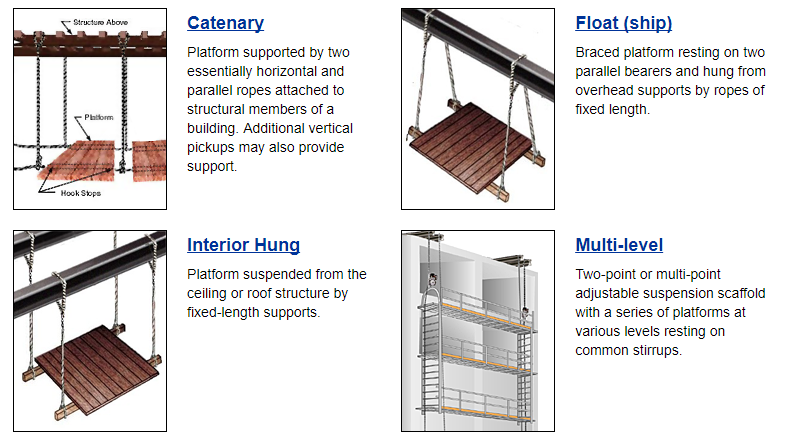 Structure Above
Platform
Hook Stops
Catenary
Platform supported by two
essentially horizontal and
parallel ropes attached to
structural members of a
building. Additional vertical
pickups may also provide
support.
Float (ship)
Braced platform resting on two
parallel bearers and hung from
overhead supports by ropes of
fixed length.
Interior Hung
Platform suspended from the
ceiling or roof structure by
fixed-length supports.
Multi-level
Two-point or multi-point
adjustable suspension scaffold
with a series of platforms at
various levels resting on
common stirrups.